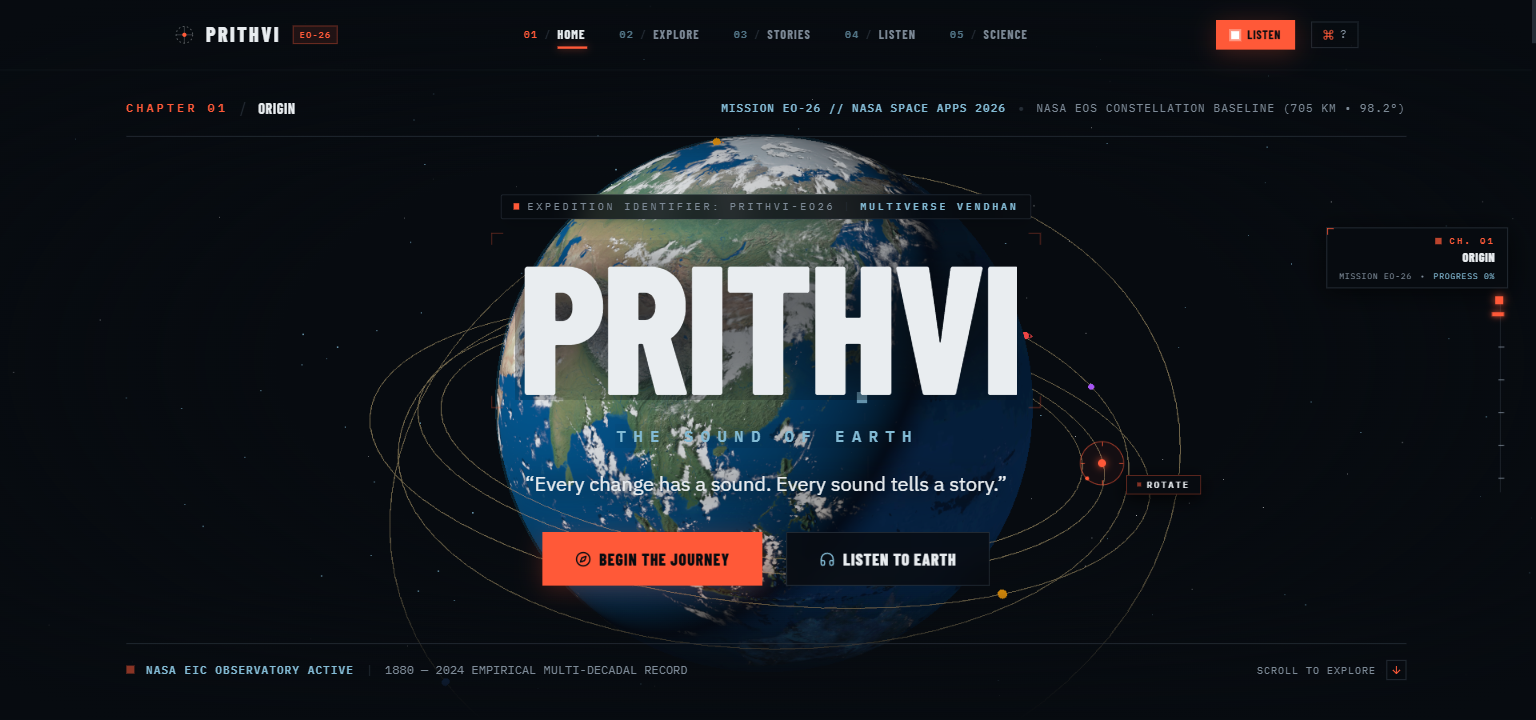 PRITHVI EO-26 01 / HOME 02 / EXPLORE 03 / STORIES 04 / LISTEN 05 / SCIENCE LISTEN ⌘ ?
CHAPTER 01 / ORIGIN MISSION EO-26 // NASA SPACE APPS 2026 • NASA EOS CONSTELLATION BASELINE (705 KM • 98.2°)
EXPEDITION IDENTIFIER: PRITHVI-EO26 MULTIVERSE VENDHAN
CH. 01
ORIGIN
MISSION EO-26 • PROGRESS 0%
PRITHVI
THE SOUND OF EARTH
ROTATE
“Every change has a sound. Every sound tells a story.”
BEGIN THE JOURNEY LISTEN TO EARTH
NASA EIC OBSERVATORY ACTIVE | 1880 — 2024 EMPIRICAL MULTI-DECADAL RECORD SCROLL TO EXPLORE ↓